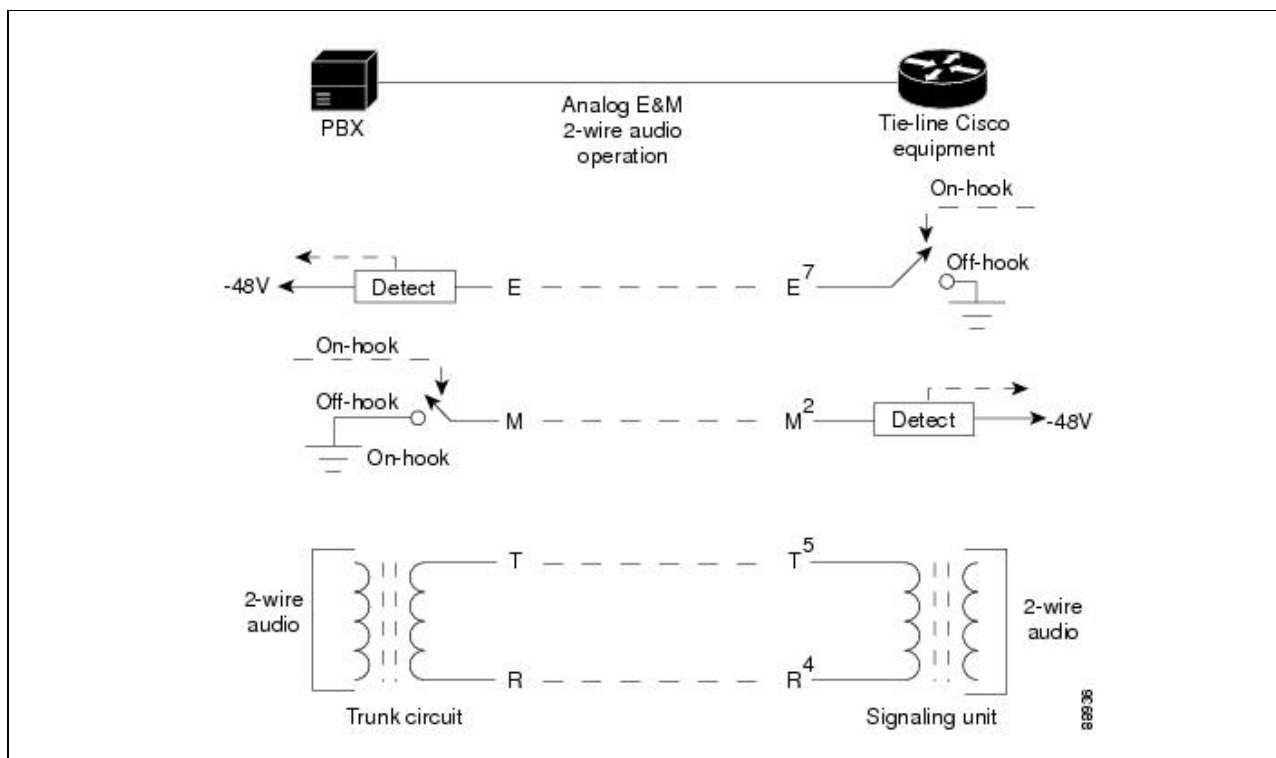 PBX
Analog E&M
2-wire audio
operation
Tie-line Cisco
equipment
On-hook
Off-hook
-48V
Detect
E
E7
On-hook
Off-hook
On-hook
M
M2
Detect
-48V
2-wire
audio
T
T5
R
R4
2-wire
audio
Trunk circuit
Signaling unit
88936